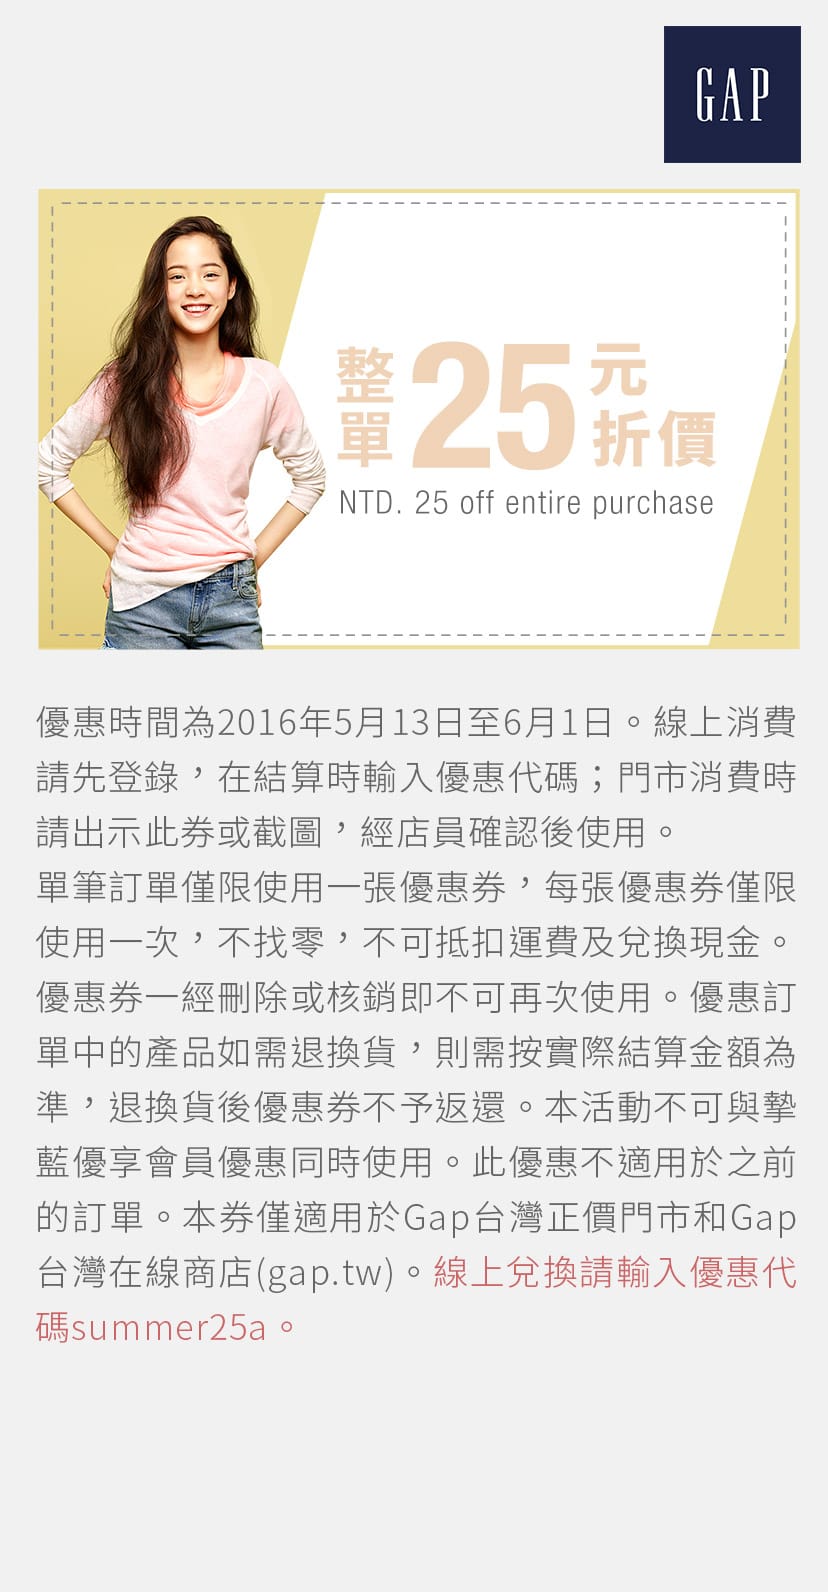 GAP
整單25元折價
NTD. 25 off entire purchase
優惠時間為2016年5月13日至6月1日。線上消費
請先登錄，在結算時輸入優惠代碼；門市消費時
請出示此券或截圖，經店員確認後使用。
單筆訂單僅限使用一張優惠券，每張優惠券僅限
使用一次，不找零，不可抵扣運費及兌換現金。
優惠券一經刪除或核銷即不可再次使用。優惠訂
單中的產品如需退換貨，則需按實際結算金額為
準，退換貨後優惠券不予返還。本活動不可與摯
藍優享會員優惠同時使用。此優惠不適用於之前
的訂單。本券僅適用於Gap台灣正價門市和Gap
台灣在線商店(gap.tw)。線上兌換請輸入優惠代
碼summer25a。